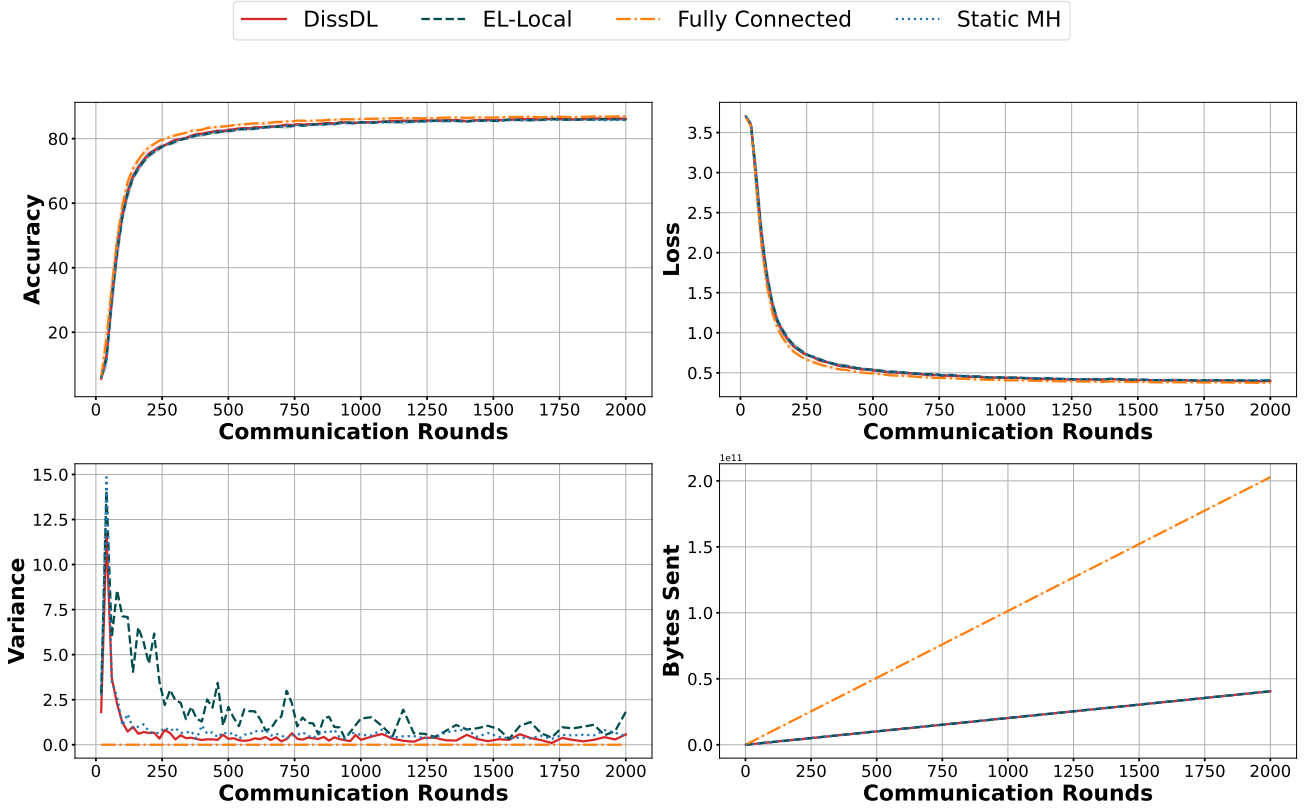 DissDL EL-Local Fully Connected Static MH
80
60
40
20
Accuracy
0 250 500 750 1000 1250 1500 1750 2000
Communication Rounds
3.5
3.0
2.5
2.0
1.5
1.0
0.5
Loss
0 250 500 750 1000 1250 1500 1750 2000
Communication Rounds
15.0
12.5
10.0
7.5
5.0
2.5
0.0
Variance
0 250 500 750 1000 1250 1500 1750 2000
Communication Rounds
1e11
2.0
1.5
1.0
0.5
0.0
Bytes Sent
0 250 500 750 1000 1250 1500 1750 2000
Communication Rounds